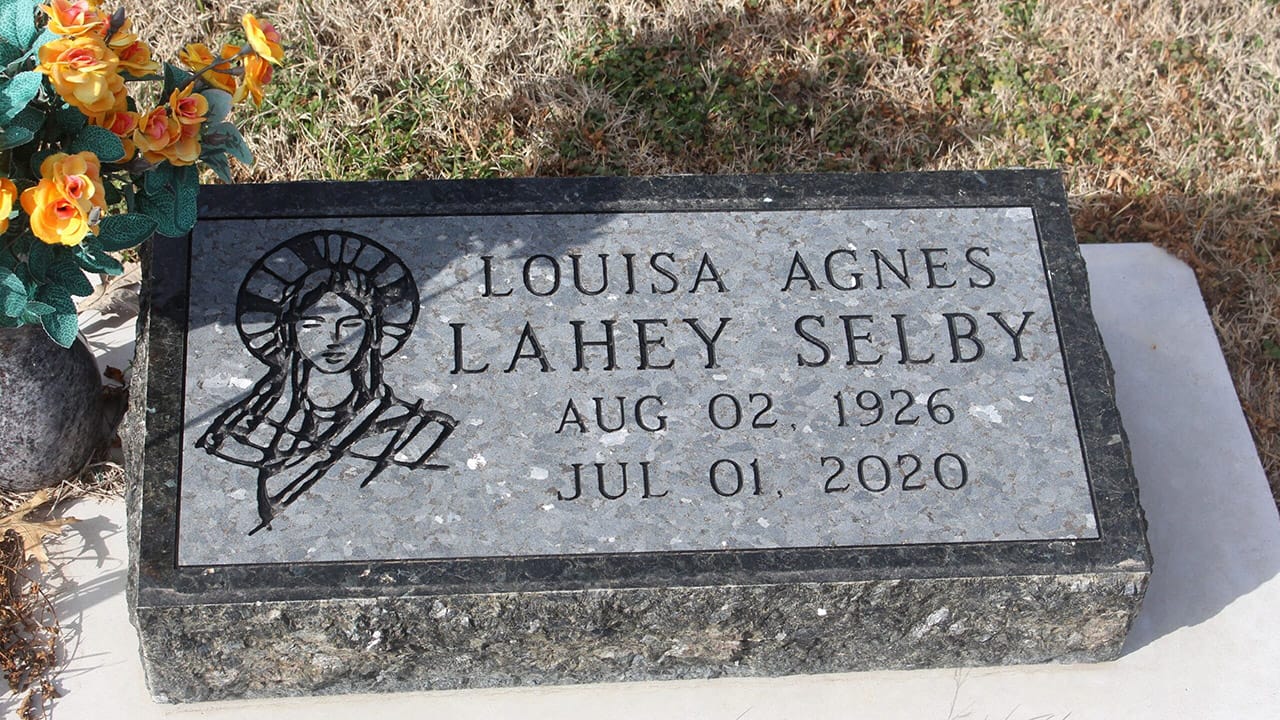 LOUISA AGNES
LAHEY SELBY
AUG 02, 1926
JUL 01, 2020